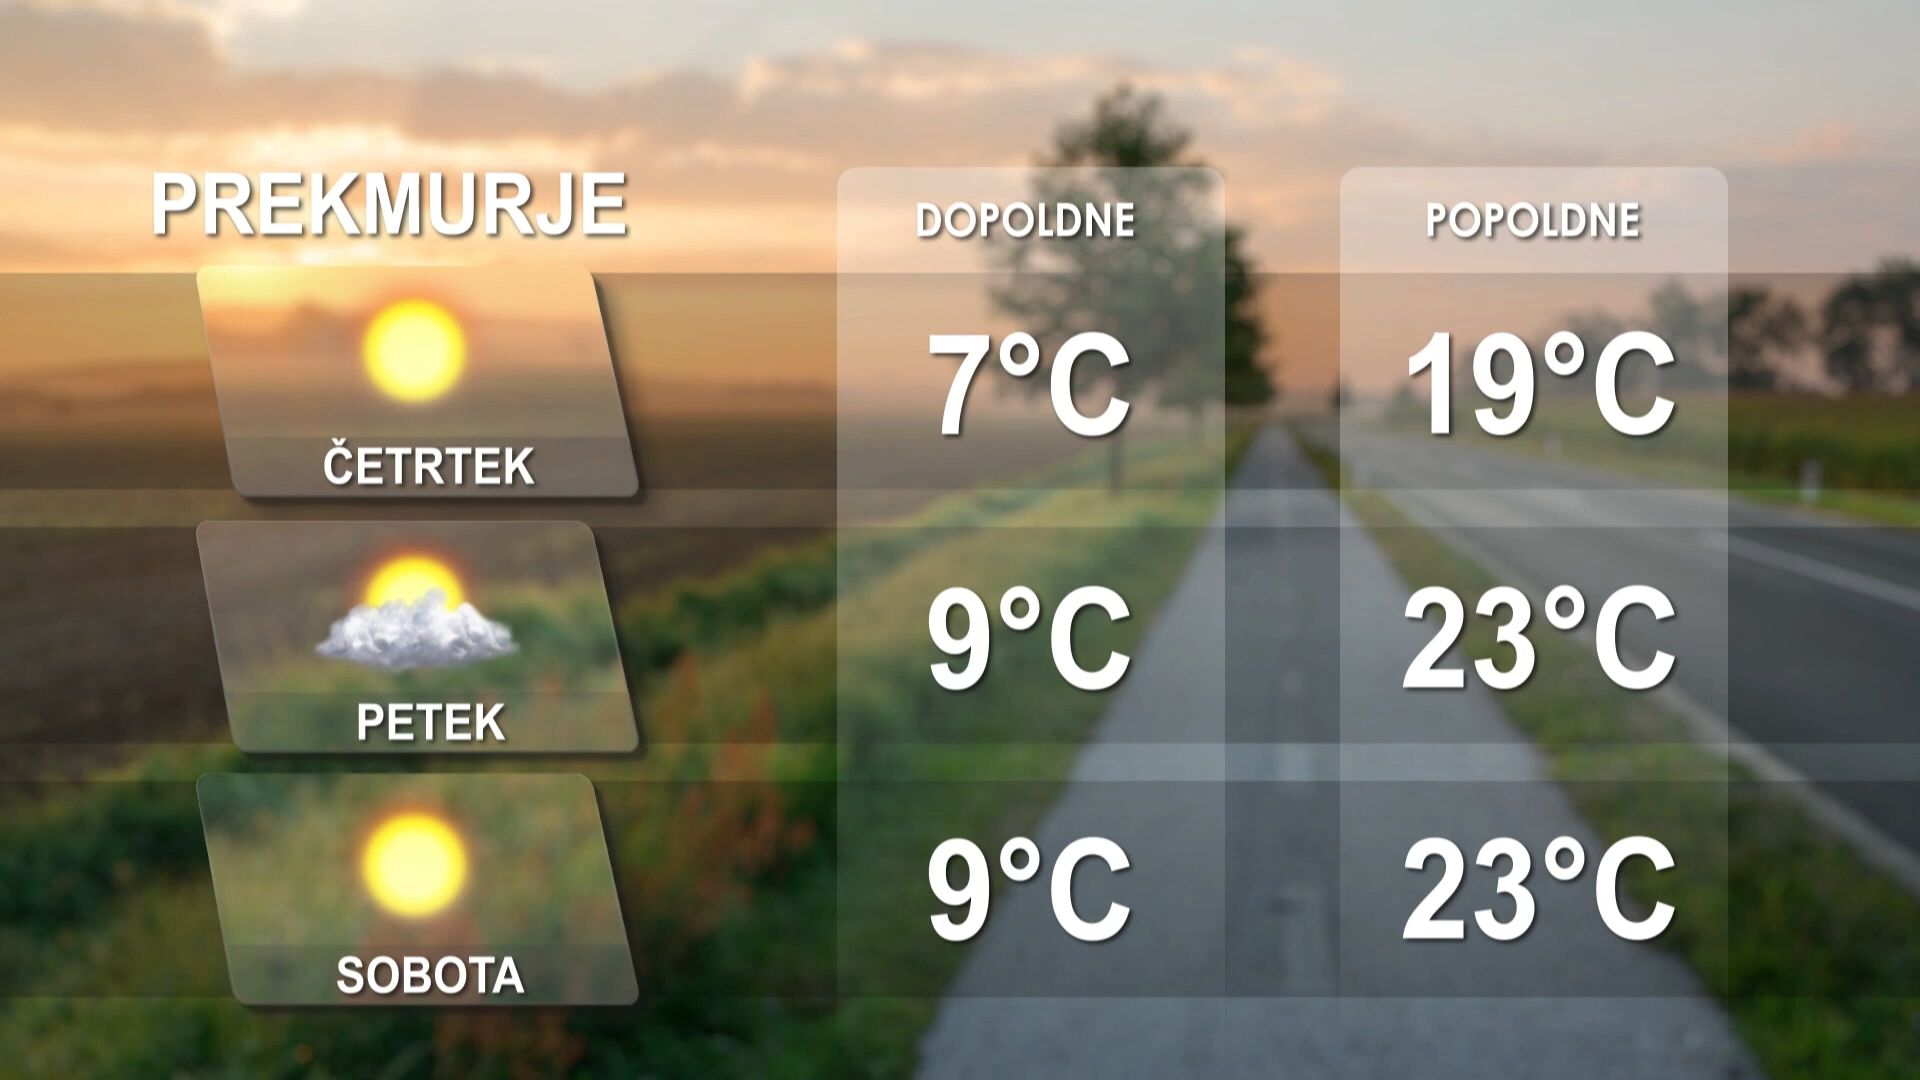 PREKMURJE
DOPOLDNE
POPOLDNE
ČETRTEK
7°C
19°C
PETEK
9°C
23°C
SOBOTA
9°C
23°C